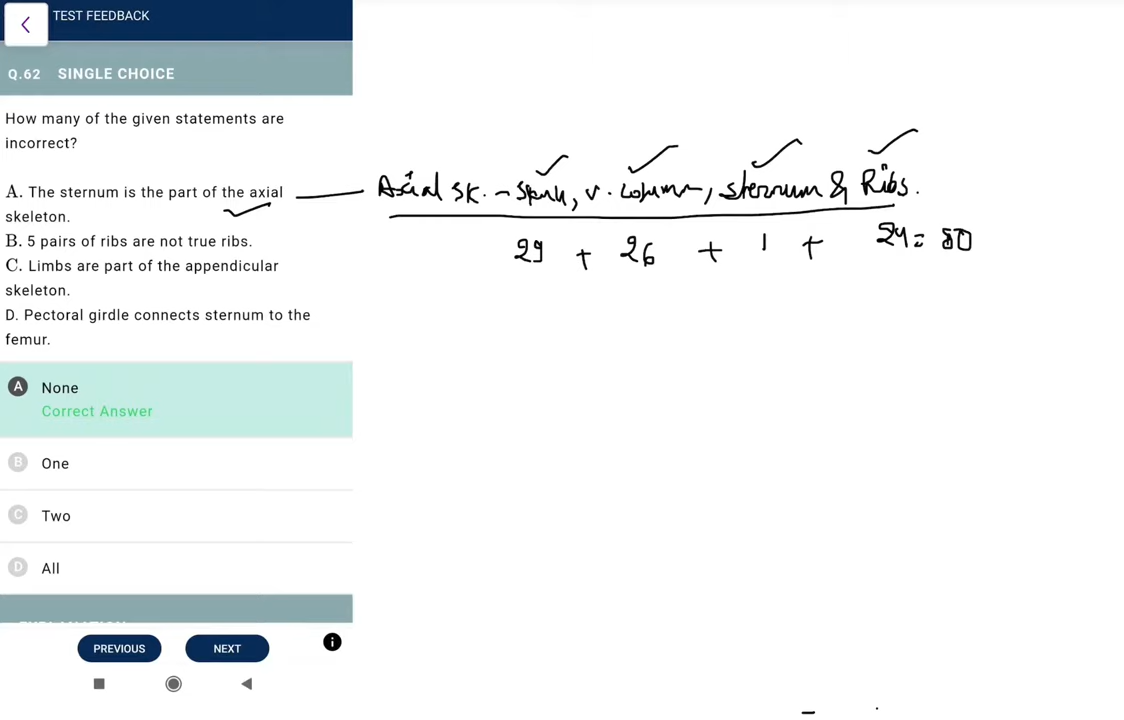 TEST FEEDBACK
Q.62 SINGLE CHOICE
How many of the given statements are
incorrect?
A. The sternum is the part of the axial
skeleton.
B. 5 pairs of ribs are not true ribs.
C. Limbs are part of the appendicular
skeleton.
D. Pectoral girdle connects sternum to the
femur.
A None
Correct Answer
B One
C Two
D All
PREVIOUS NEXT
Axial sk. - Skull, v. column, sternum & Ribs.
29 + 26 + 1 + 24 = 80